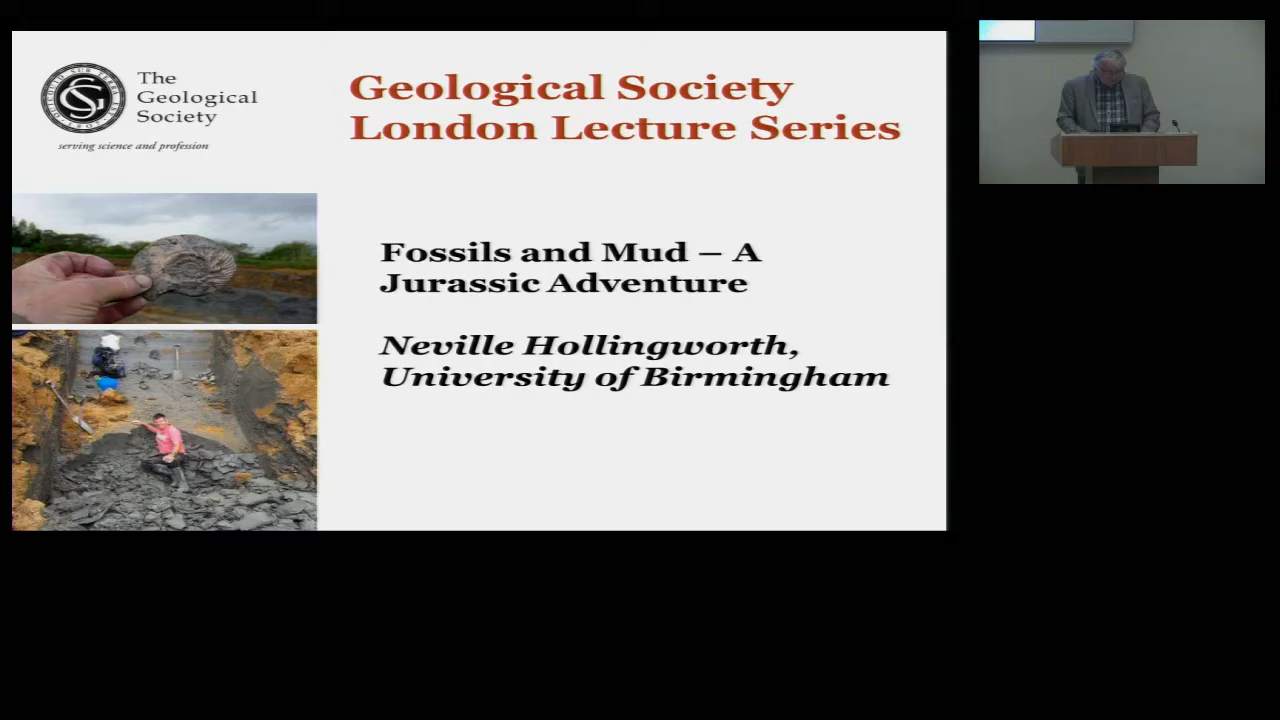 The
Geological
Society
serving science and profession
Geological Society
London Lecture Series
Fossils and Mud – A
Jurassic Adventure
Neville Hollingworth,
University of Birmingham